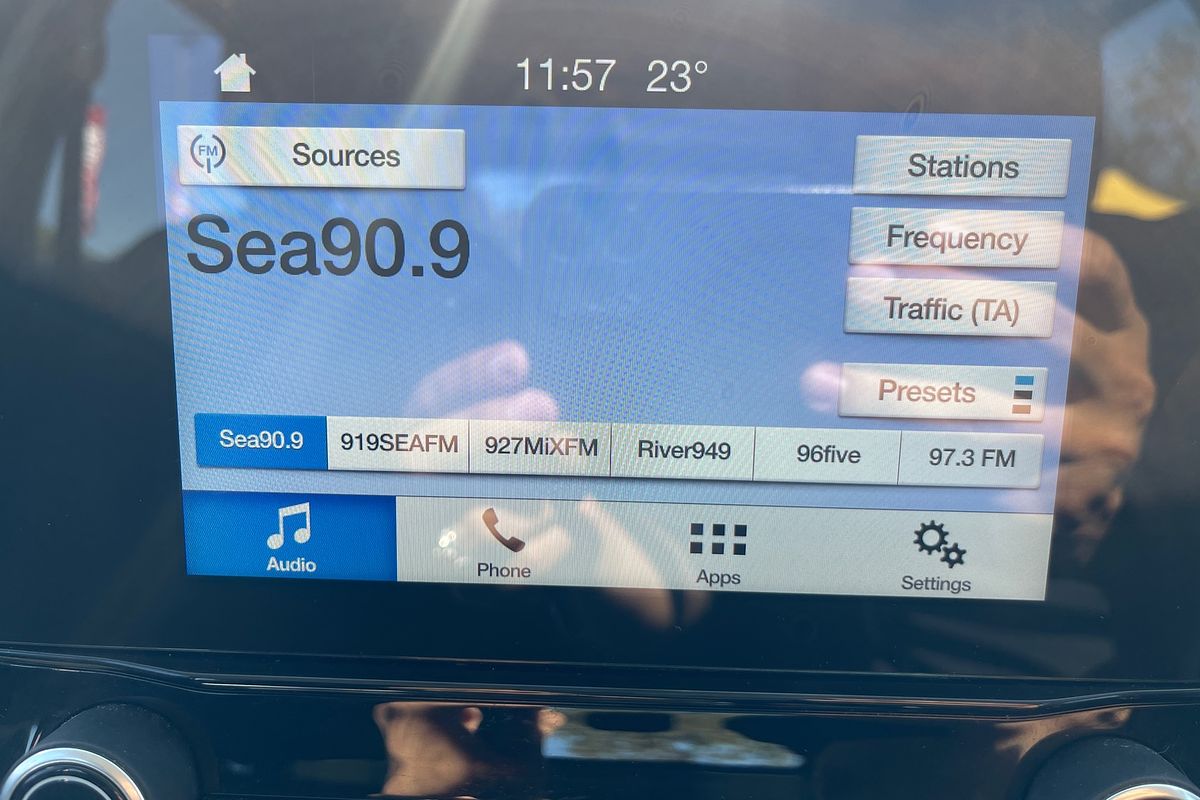 11:57 23°
FM Sources
Stations
Sea90.9
Frequency
Traffic (TA)
Presets
Sea90.9 919SEAFM 927MiXFM River949 96five 97.3 FM
Audio Phone Apps Settings